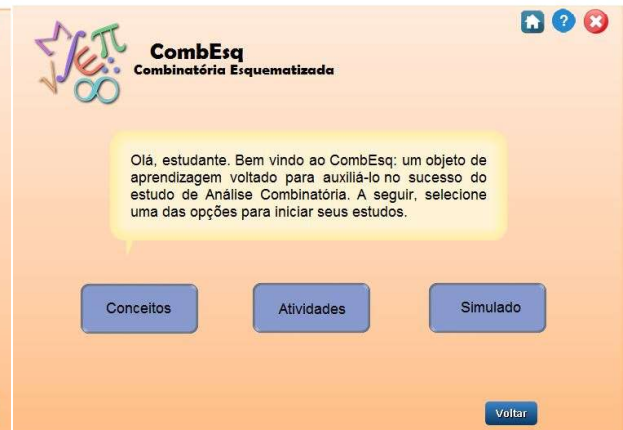 CombEsq
Combinatória Esquematizada
Olá, estudante. Bem vindo ao CombEsq: um objeto de
aprendizagem voltado para auxiliá-lo no sucesso do
estudo de Análise Combinatória. A seguir, selecione
uma das opções para iniciar seus estudos.
Conceitos
Atividades
Simulado
Voltar